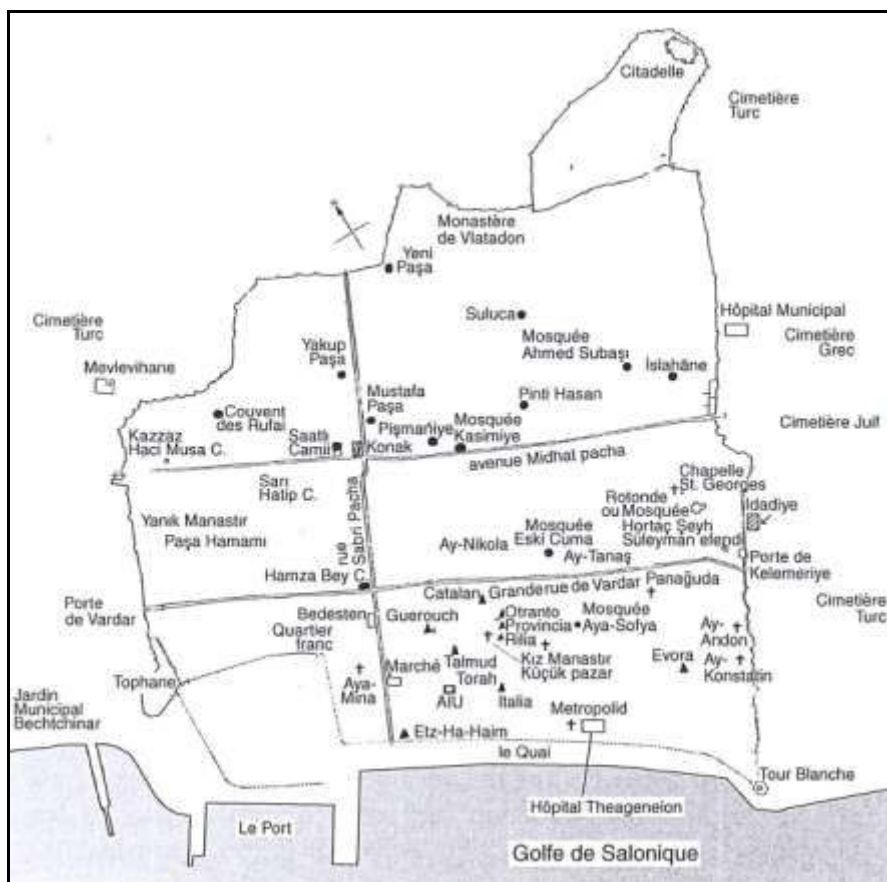 Citadelle
Cimetière
Turc
Monastère
de Vlatadon
Yeni
Paşa
Cimetière
Turc
Mevlevihane
Yakup
Paşa
Suluca
Mosquée
Ahmed Subaşı
İslahâne
Hôpital Municipal
Cimetière
Grec
Couvent
des Rufai
Mustafa
Paşa
Pişmaniye
Mosquée
Kasimiye
Pinti Hasan
Cimetière Juif
Kazzaz
Haci Musa C.
Saatli
Camii
Konak
avenue Midhat pacha
Sarı
Hatip C.
Yanık Manastır
Paşa Hamamı
rue
Sabri Pacha
Chapelle
St. Georges
Rotonde
ou Mosquée
Hortaç Şeyh
Süleyman efendi
Idadiye
Ay-Nikola
Mosquée
Eski Cuma
Ay-Tanaş
Porte de
Kelemeriye
Hamza Bey C.
Porte
de Vardar
Catalan
Grande rue de Vardar
Panağuda
Cimetière
Turc
Bedesten
Quartier
franc
Guerouch
Otranto
Provincia
Rilia
Mosquée
Aya-Sofya
Ay-
Andon
Ay-
Konstatin
Evora
Kız Manastır
Küçük pazar
Talmud
Torah
Marché
Aya-
Mina
AIU
Italia
Tophane
Jardin
Municipal
Bechtchinar
Metropolid
Etz-Ha-Haim
le Quai
Tour Blanche
Hôpital Theageneion
Le Port
Golfe de Salonique